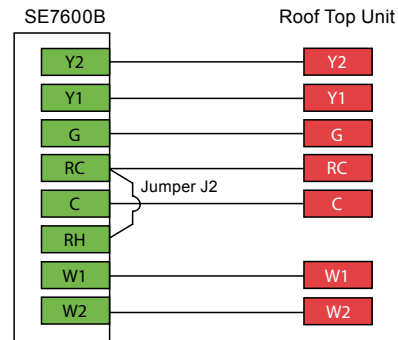 SE7600B Roof Top Unit
Y2 Y2
Y1 Y1
G G
RC RC
Jumper J2
C C
RH
W1 W1
W2 W2